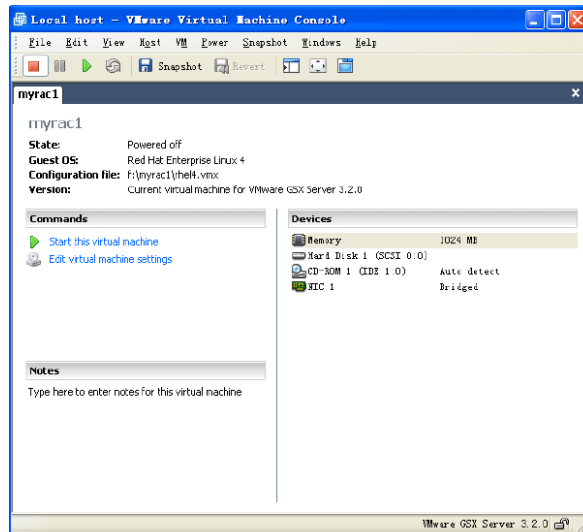 Local host - VMware Virtual Machine Console
File Edit View Host VM Power Snapshot Windows Help
Snapshot Revert
myrac1
myrac1
State: Powered off
Guest OS: Red Hat Enterprise Linux 4
Configuration file: f:\myrac1\rhel4.vmx
Version: Current virtual machine for VMware GSX Server 3.2.0
Commands
Start this virtual machine
Edit virtual machine settings
Devices
Memory 1024 MB
Hard Disk 1 (SCSI 0:0)
CD-ROM 1 (IDE 1:0) Auto detect
NIC 1 Bridged
Notes
Type here to enter notes for this virtual machine
VMware GSX Server 3.2.0